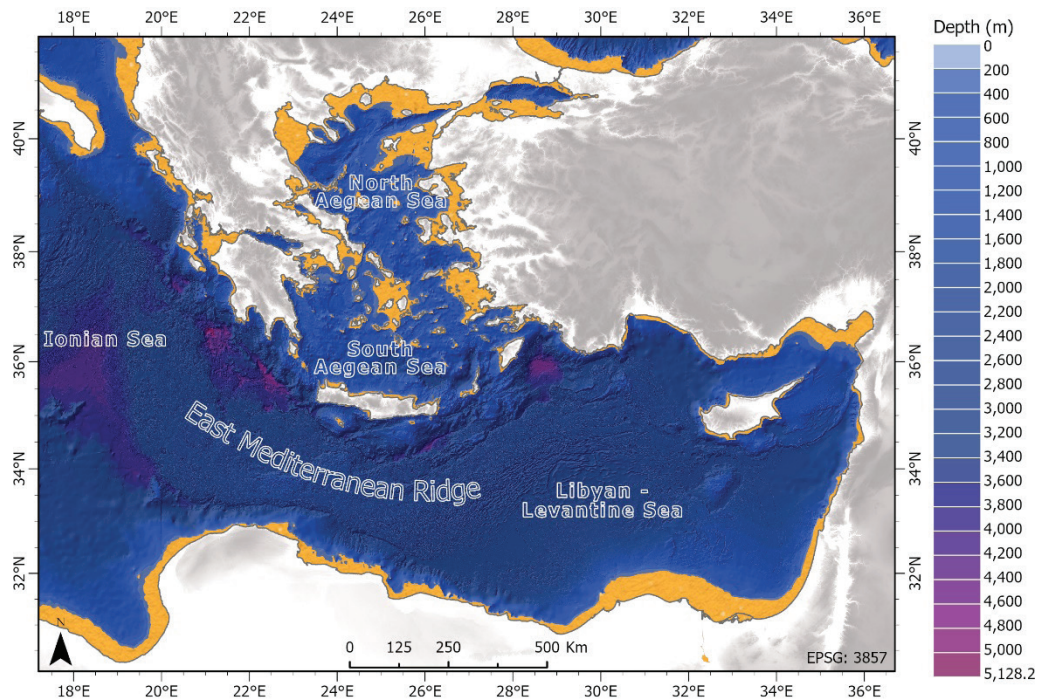 18°E 20°E 22°E 24°E 26°E 28°E 30°E 32°E 34°E 36°E
Depth (m)
0
200
400
600
800
1,000
1,200
1,400
1,600
1,800
2,000
2,200
2,400
2,600
2,800
3,000
3,200
3,400
3,600
3,800
4,000
4,200
4,400
4,600
4,800
5,000
5,128.2
40°N
38°N
36°N
34°N
32°N
40°N
38°N
36°N
34°N
32°N
North
Aegean Sea
Ionian Sea
South
Aegean Sea
East Mediterranean Ridge
Libyan -
Levantine Sea
N
0 125 250 500 Km
EPSG: 3857
18°E 20°E 22°E 24°E 26°E 28°E 30°E 32°E 34°E 36°E